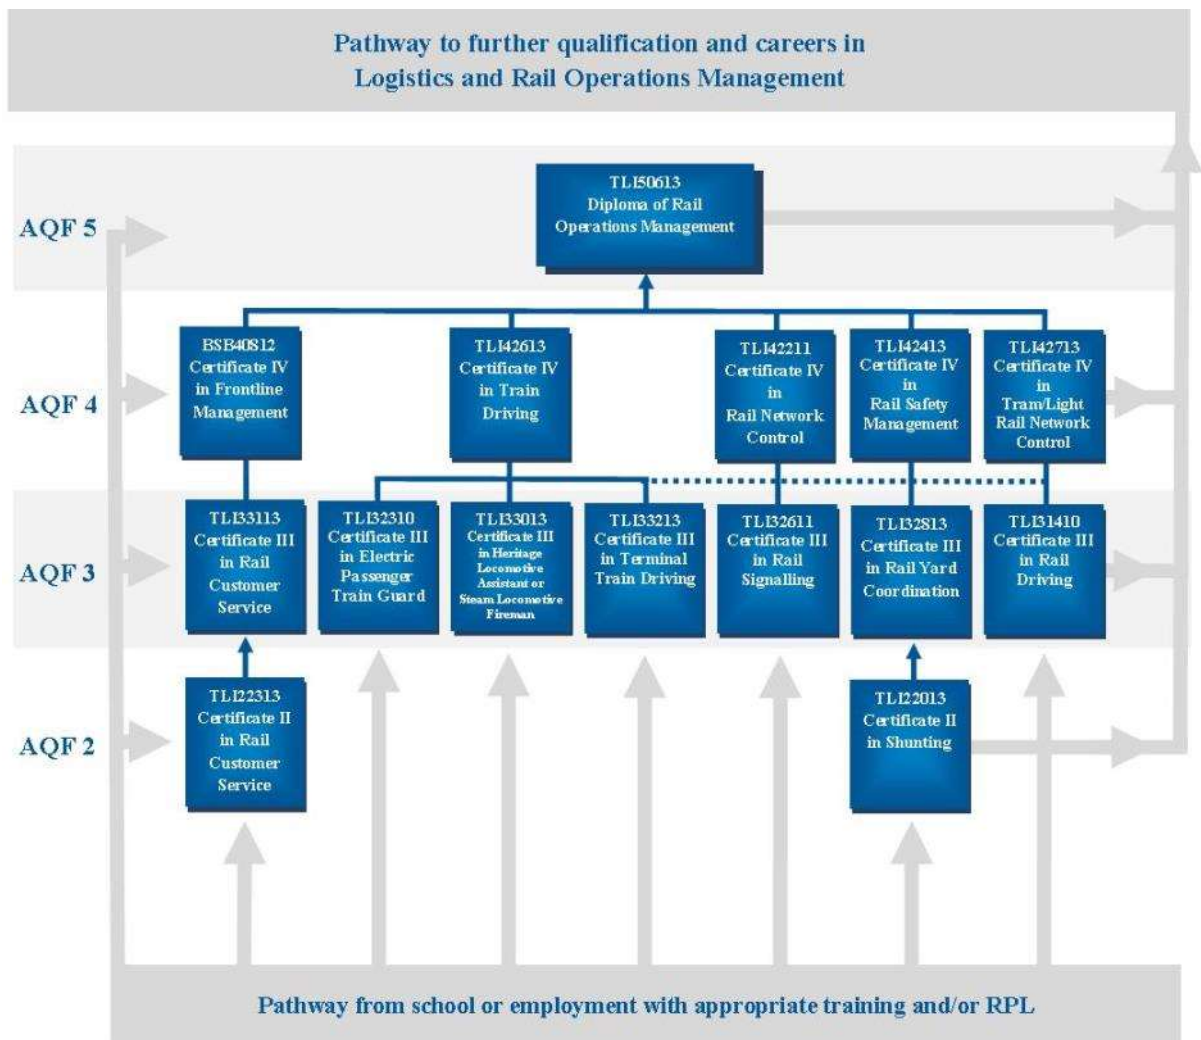 Pathway to further qualification and careers in
Logistics and Rail Operations Management
AQF 5
TLI50613
Diploma of Rail
Operations Management
AQF 4
BSB40812
Certificate IV
in Frontline
Management
TLI42613
Certificate IV
in Train
Driving
TLI42211
Certificate IV
in
Rail Network
Control
TLI42413
Certificate IV
in
Rail Safety
Management
TLI42713
Certificate IV
in
Tram/Light
Rail Network
Control
AQF 3
TLI33113
Certificate III
in Rail
Customer
Service
TLI32310
Certificate III
in Electric
Passenger
Train Guard
TLI33013
Certificate III
in Heritage
Locomotive
Assistant or
Steam Locomotive
Fireman
TLI33213
Certificate III
in Terminal
Train Driving
TLI32611
Certificate III
in Rail
Signalling
TLI32813
Certificate III
in Rail Yard
Coordination
TLI31410
Certificate III
in Rail
Driving
AQF 2
TLI22313
Certificate II
in Rail
Customer
Service
TLI22013
Certificate II
in Shunting
Pathway from school or employment with appropriate training and/or RPL